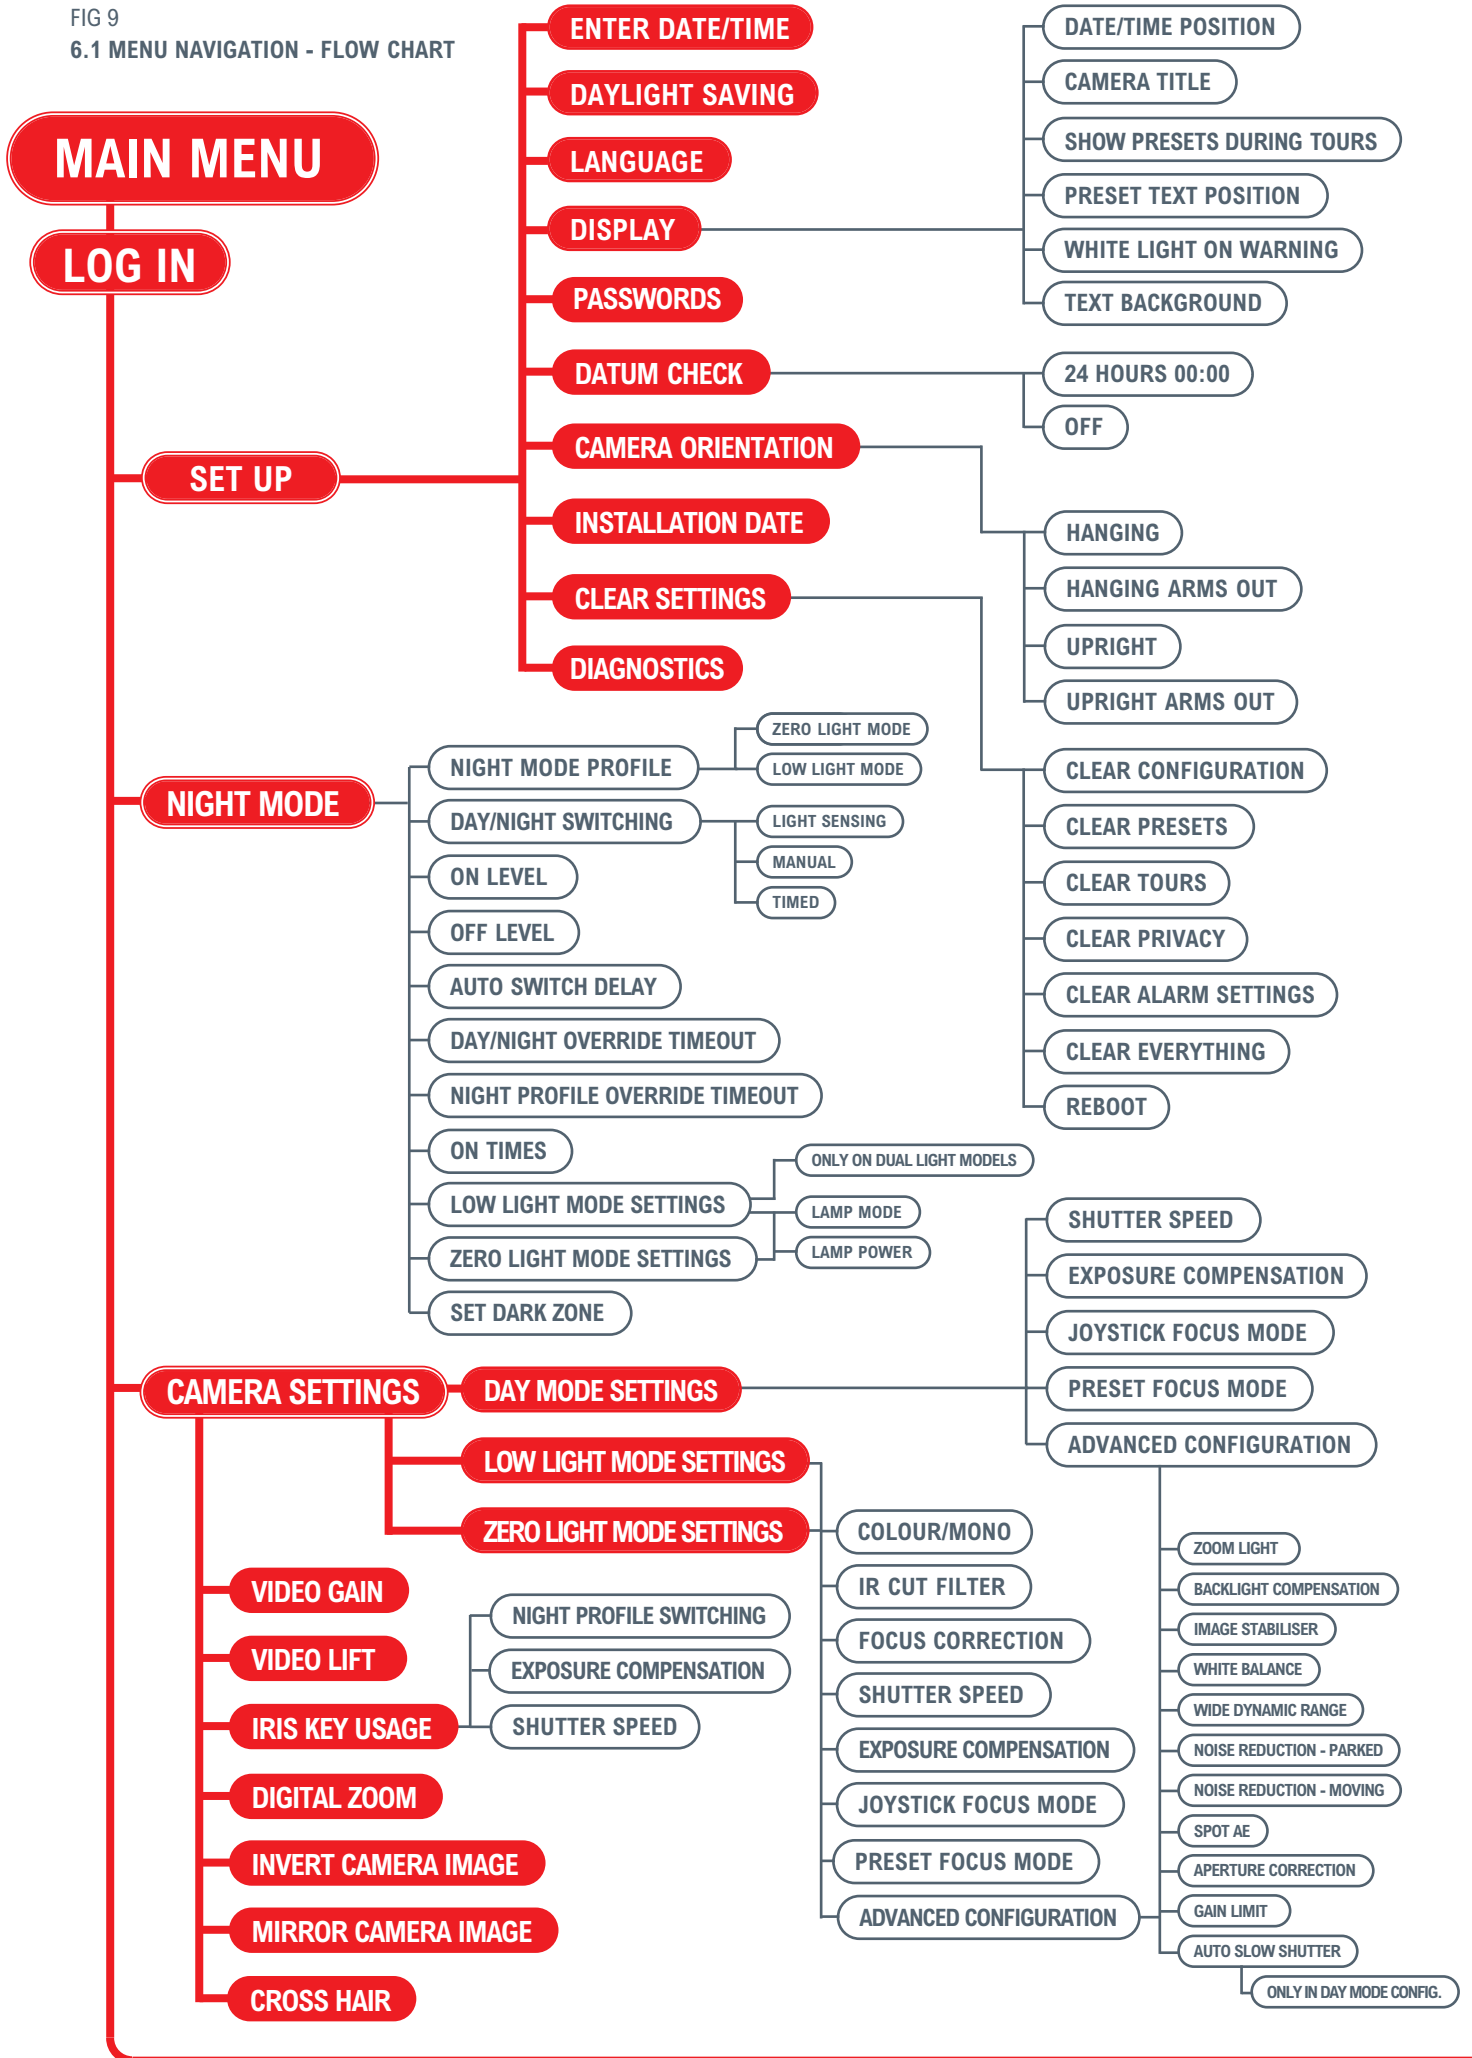 FIG 9
6.1 MENU NAVIGATION - FLOW CHART
MAIN MENU
LOG IN
SET UP
ENTER DATE/TIME
DAYLIGHT SAVING
LANGUAGE
DISPLAY
DATE/TIME POSITION
CAMERA TITLE
SHOW PRESETS DURING TOURS
PRESET TEXT POSITION
WHITE LIGHT ON WARNING
TEXT BACKGROUND
PASSWORDS
DATUM CHECK
24 HOURS 00:00
OFF
CAMERA ORIENTATION
HANGING
HANGING ARMS OUT
UPRIGHT
UPRIGHT ARMS OUT
INSTALLATION DATE
CLEAR SETTINGS
CLEAR CONFIGURATION
CLEAR PRESETS
CLEAR TOURS
CLEAR PRIVACY
CLEAR ALARM SETTINGS
CLEAR EVERYTHING
REBOOT
DIAGNOSTICS
NIGHT MODE
NIGHT MODE PROFILE
ZERO LIGHT MODE
LOW LIGHT MODE
DAY/NIGHT SWITCHING
LIGHT SENSING
MANUAL
TIMED
ON LEVEL
OFF LEVEL
AUTO SWITCH DELAY
DAY/NIGHT OVERRIDE TIMEOUT
NIGHT PROFILE OVERRIDE TIMEOUT
ON TIMES
LOW LIGHT MODE SETTINGS
ONLY ON DUAL LIGHT MODELS
LAMP MODE
LAMP POWER
ZERO LIGHT MODE SETTINGS
SET DARK ZONE
CAMERA SETTINGS
DAY MODE SETTINGS
SHUTTER SPEED
EXPOSURE COMPENSATION
JOYSTICK FOCUS MODE
PRESET FOCUS MODE
ADVANCED CONFIGURATION
LOW LIGHT MODE SETTINGS
ZERO LIGHT MODE SETTINGS
COLOUR/MONO
IR CUT FILTER
FOCUS CORRECTION
SHUTTER SPEED
EXPOSURE COMPENSATION
JOYSTICK FOCUS MODE
PRESET FOCUS MODE
ADVANCED CONFIGURATION
ZOOM LIGHT
BACKLIGHT COMPENSATION
IMAGE STABILISER
WHITE BALANCE
WIDE DYNAMIC RANGE
NOISE REDUCTION - PARKED
NOISE REDUCTION - MOVING
SPOT AE
APERTURE CORRECTION
GAIN LIMIT
AUTO SLOW SHUTTER
ONLY IN DAY MODE CONFIG.
VIDEO GAIN
VIDEO LIFT
IRIS KEY USAGE
NIGHT PROFILE SWITCHING
EXPOSURE COMPENSATION
SHUTTER SPEED
DIGITAL ZOOM
INVERT CAMERA IMAGE
MIRROR CAMERA IMAGE
CROSS HAIR